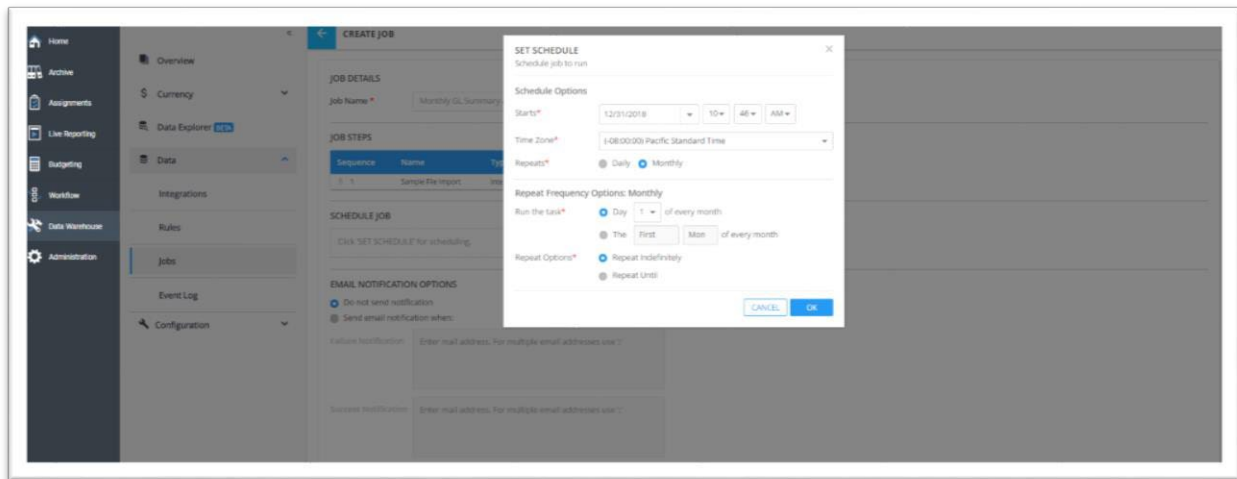 Home
Archive
Assignments
Live Reporting
Budgeting
Workflow
Data Warehouse
Administration
Overview
$ Currency
Data Explorer BETA
Data
Integrations
Rules
Jobs
Event Log
Configuration
CREATE JOB
JOB DETAILS
Job Name *
Monthly GL Summary
JOB STEPS
Sequence Name
1 Sample File Import
SCHEDULE JOB
Click 'SET SCHEDULE' for scheduling.
EMAIL NOTIFICATION OPTIONS
Do not send notification
Send email notification when:
Failure Notification Enter mail address. For multiple email addresses use ';'
Success Notification Enter mail address. For multiple email addresses use ';'
SET SCHEDULE
Schedule job to run
Schedule Options
Starts* 12/31/2018 10 46 AM
Time Zone* (-08:00:00) Pacific Standard Time
Repeats* Daily Monthly
Repeat Frequency Options: Monthly
Run the task* Day 1 of every month
The First Mon of every month
Repeat Options* Repeat Indefinitely
Repeat Until
CANCEL OK